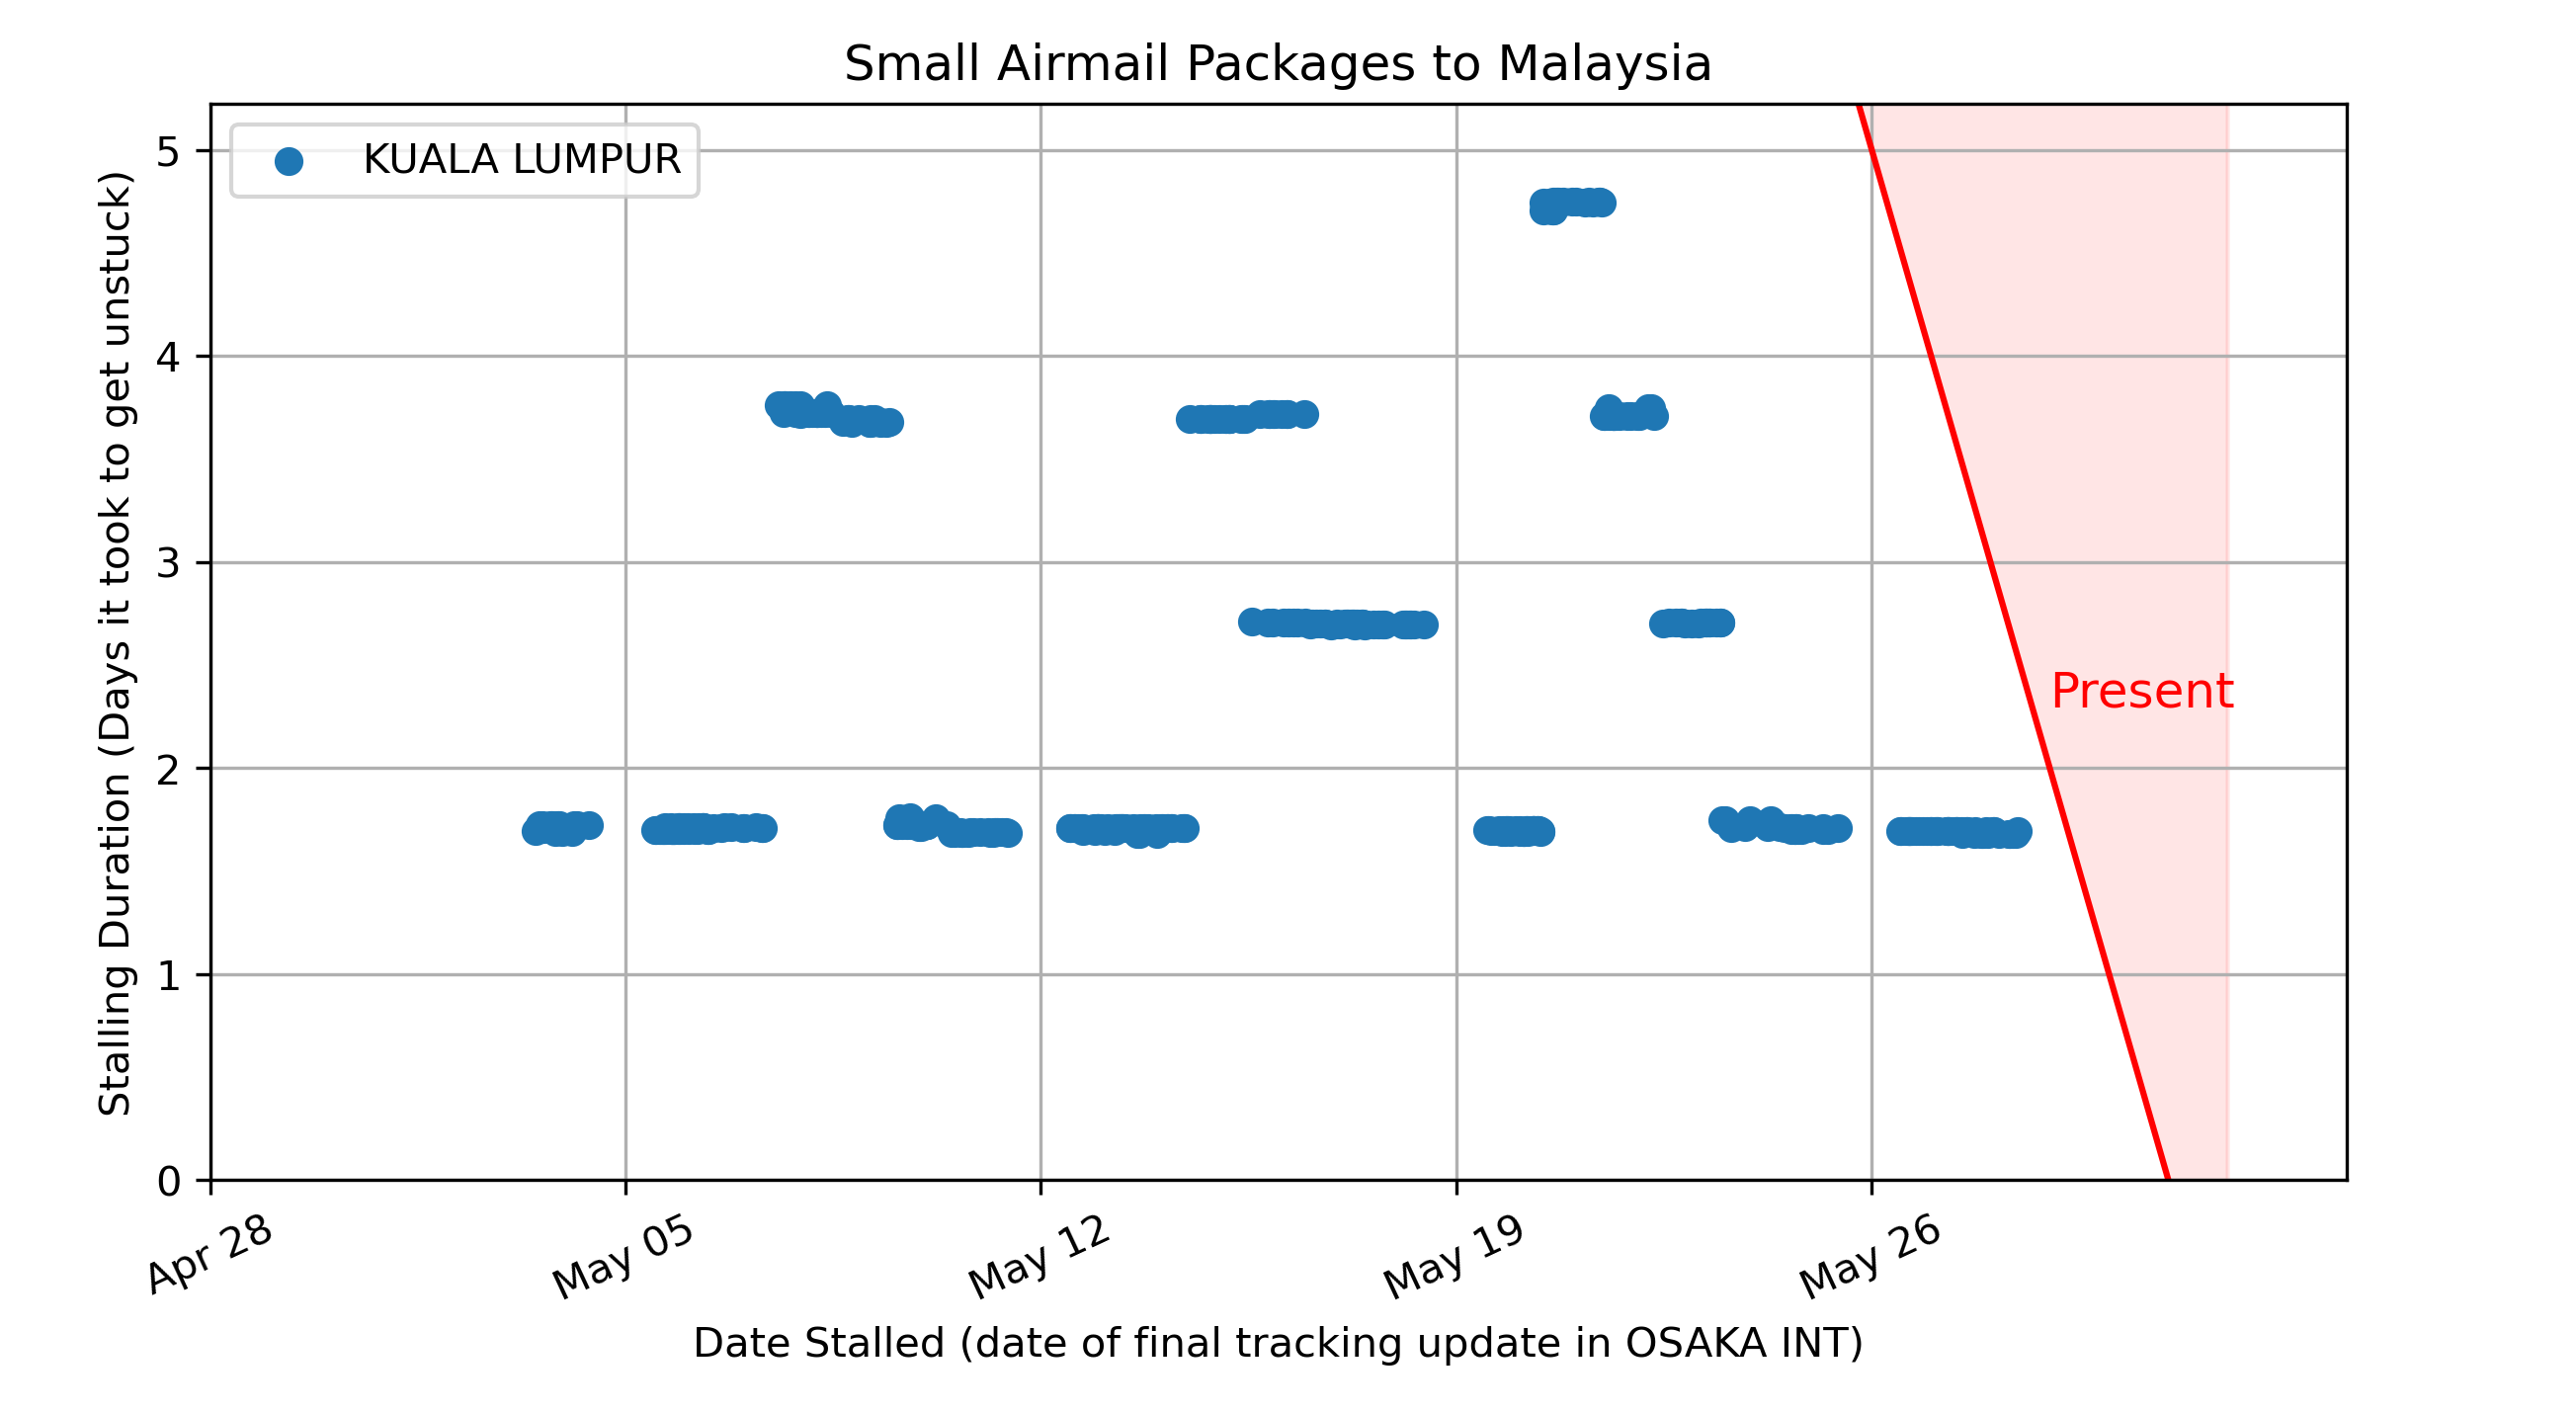 Small Airmail Packages to Malaysia
KUALA LUMPUR
Stalling Duration (Days it took to get unstuck)
5
4
3
2
1
0
Present
Apr 28
May 05
May 12
May 19
May 26
Date Stalled (date of final tracking update in OSAKA INT)